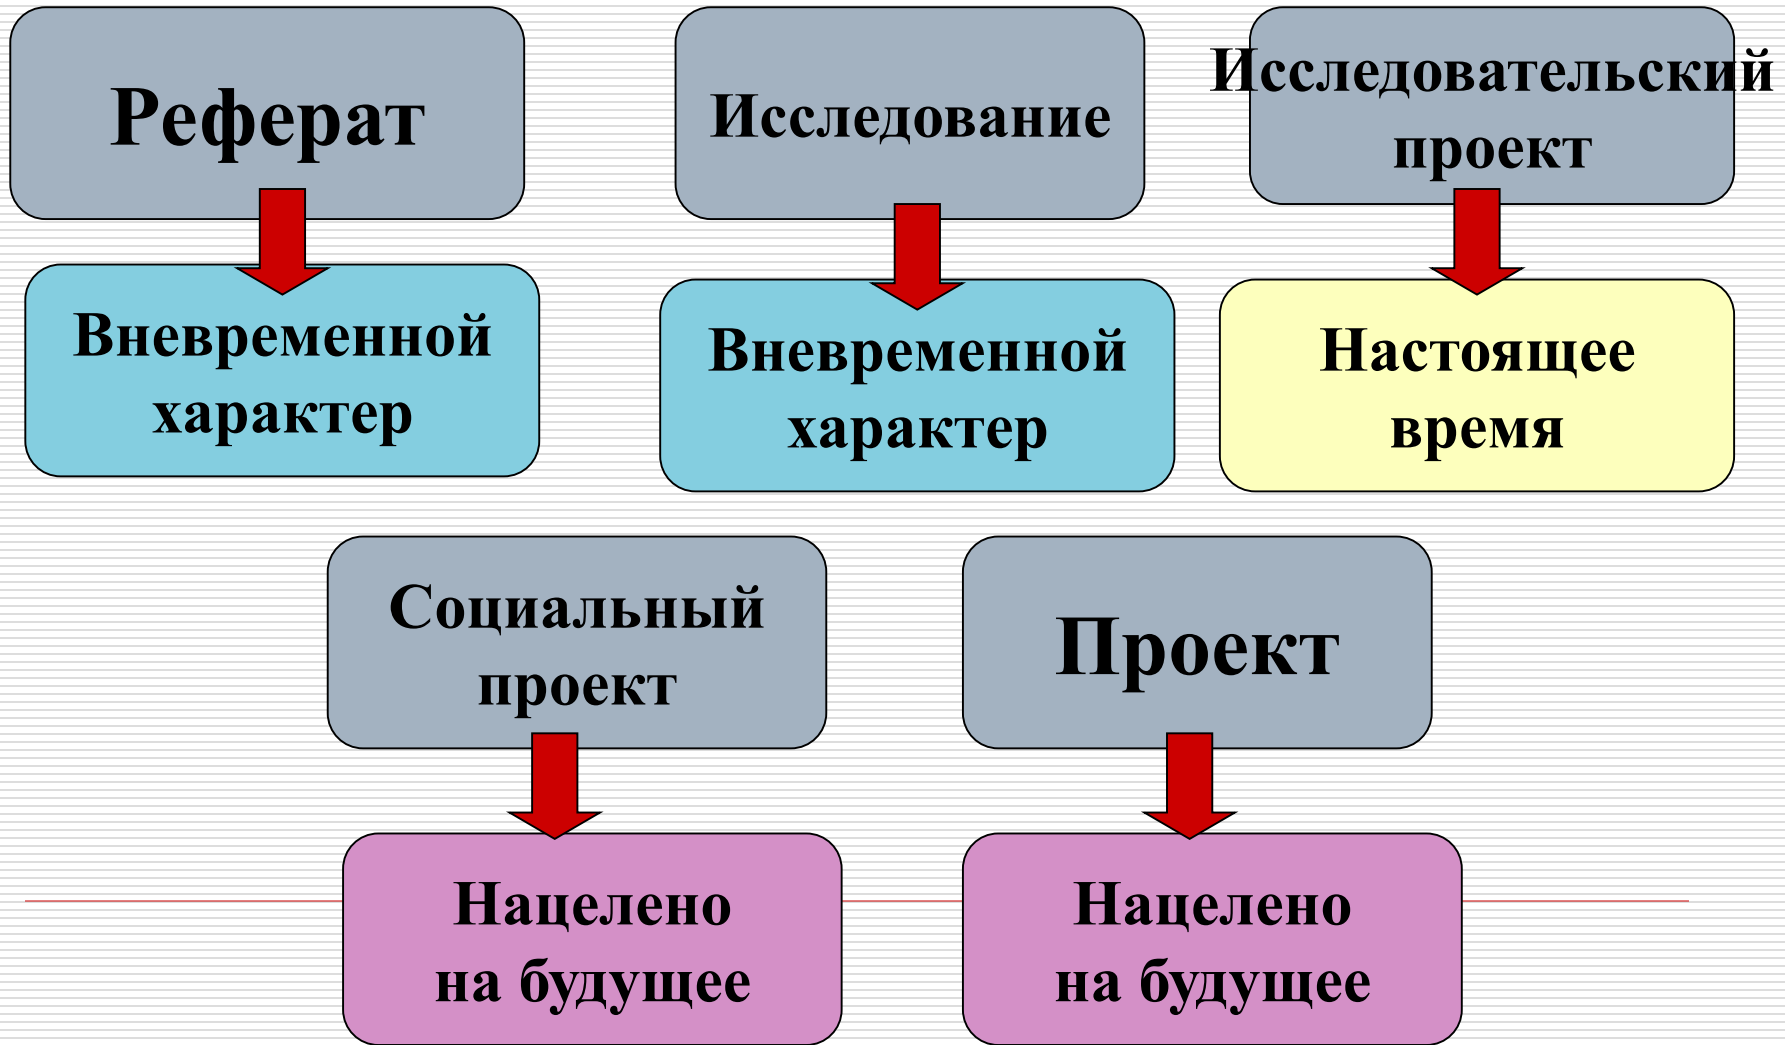 Реферат
Исследование
Исследовательский
проект
Вневременной
характер
Вневременной
характер
Настоящее
время
Социальный
проект
Проект
Нацелено
на будущее
Нацелено
на будущее